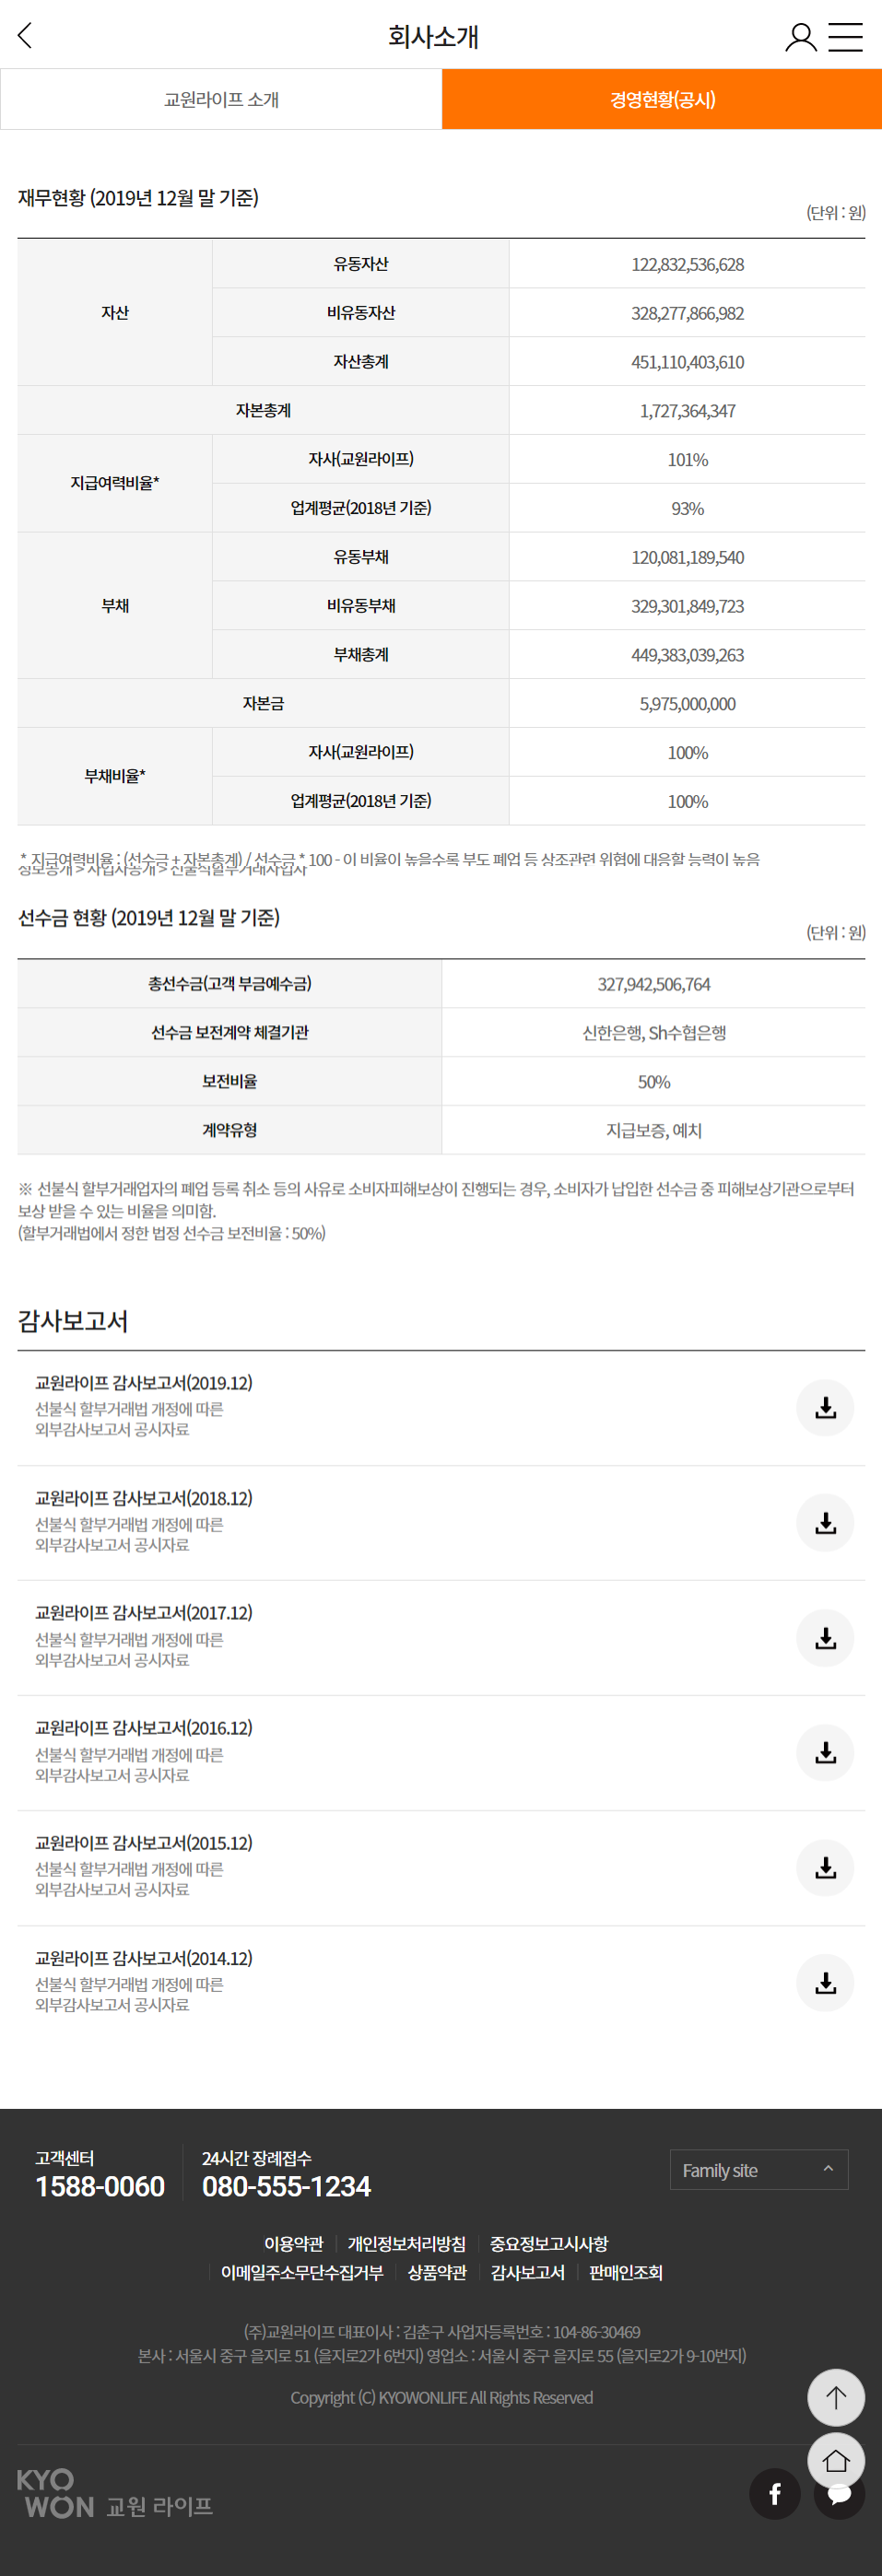 회사소개
교원라이프 소개
경영현황(공시)
재무현황 (2019년 12월 말 기준)
(단위 : 원)
자산
유동자산
122,832,536,628
비유동자산
328,277,866,982
자산총계
451,110,403,610
자본총계
1,727,364,347
지급여력비율*
자사(교원라이프)
101%
업계평균(2018년 기준)
93%
부채
유동부채
120,081,189,540
비유동부채
329,301,849,723
부채총계
449,383,039,263
자본금
5,975,000,000
부채비율*
자사(교원라이프)
100%
업계평균(2018년 기준)
100%
* 지급여력비율 : (선수금 + 자본총계) / 선수금 * 100 - 이 비율이 높을수록 부도 폐업 등 상조관련 위협에 대응할 능력이 높음
정보공개 > 사업자공개 > 선불식할부거래사업자
선수금 현황 (2019년 12월 말 기준)
(단위 : 원)
총선수금(고객 부금예수금)
327,942,506,764
선수금 보전계약 체결기관
신한은행, Sh수협은행
보전비율
50%
계약유형
지급보증, 예치
※ 선불식 할부거래업자의 폐업 등록 취소 등의 사유로 소비자피해보상이 진행되는 경우, 소비자가 납입한 선수금 중 피해보상기관으로부터
보상 받을 수 있는 비율을 의미함.
(할부거래법에서 정한 법정 선수금 보전비율 : 50%)
감사보고서
교원라이프 감사보고서(2019.12)
선불식 할부거래법 개정에 따른
외부감사보고서 공시자료
교원라이프 감사보고서(2018.12)
선불식 할부거래법 개정에 따른
외부감사보고서 공시자료
교원라이프 감사보고서(2017.12)
선불식 할부거래법 개정에 따른
외부감사보고서 공시자료
교원라이프 감사보고서(2016.12)
선불식 할부거래법 개정에 따른
외부감사보고서 공시자료
교원라이프 감사보고서(2015.12)
선불식 할부거래법 개정에 따른
외부감사보고서 공시자료
교원라이프 감사보고서(2014.12)
선불식 할부거래법 개정에 따른
외부감사보고서 공시자료
고객센터
1588-0060
24시간 장례접수
080-555-1234
Family site
이용약관 개인정보처리방침 중요정보고시사항
이메일주소무단수집거부 상품약관 감사보고서 판매인조회
(주)교원라이프 대표이사 : 김춘구 사업자등록번호 : 104-86-30469
본사 : 서울시 중구 을지로 51 (을지로2가 6번지) 영업소 : 서울시 중구 을지로 55 (을지로2가 9-10번지)
Copyright (C) KYOWONLIFE All Rights Reserved
KYO
WON 교원 라이프